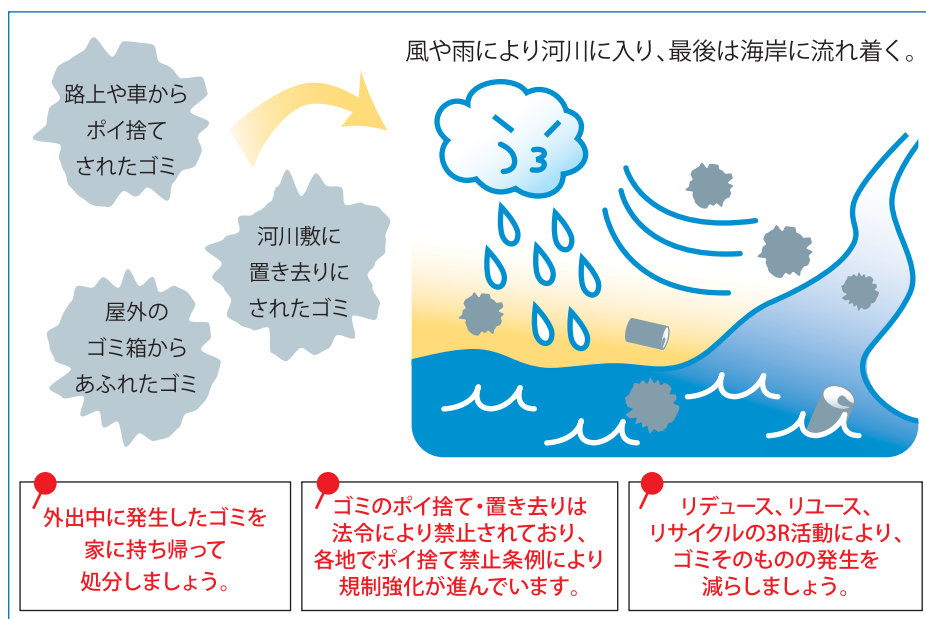 風や雨により河川に入り、最後は海岸に流れ着く。
路上や車から
ポイ捨て
されたゴミ
河川敷に
置き去りに
されたゴミ
屋外の
ゴミ箱から
あふれたゴミ
外出中に発生したゴミを
家に持ち帰って
処分しましょう。
ゴミのポイ捨て・置き去りは
法令により禁止されており、
各地でポイ捨て禁止条例により
規制強化が進んでいます。
リデュース、リユース、
リサイクルの3R活動により、
ゴミそのものの発生を
減らしましょう。